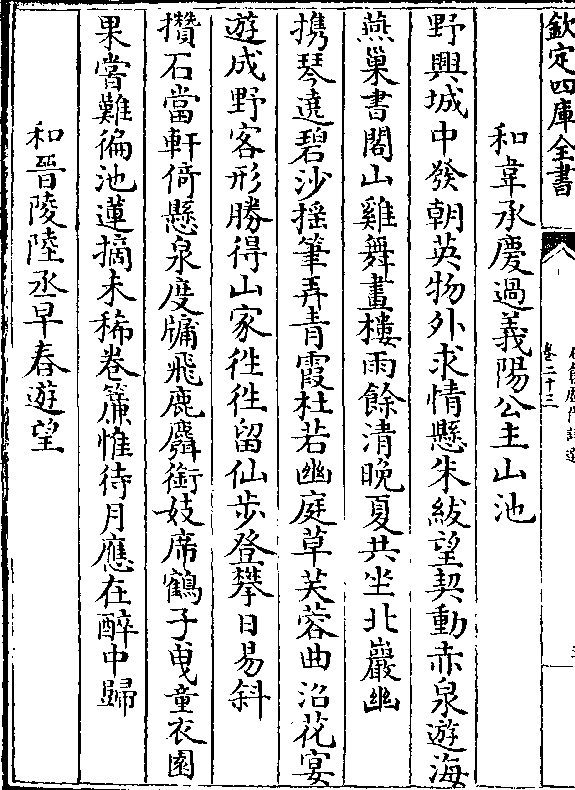 欽定四庫全書
卷二十三
和韋承慶過義陽公主山池
野興城中發朝英物外求情懸朱紱望契動赤泉遊海
燕巢書閣山雞舞畫樓雨餘清晚夏共坐北巖幽
攜琴遶碧沙揺筆弄青霞杜若幽庭草芙蓉曲沼花宴
遊成野客形勝得山家徃徃留仙步登攀日易斜
攢石當軒倚懸泉度牗飛鹿麛銜妓席鶴子曵童衣園
果嘗難徧池蓮摘未稀卷簾惟待月應在醉中歸
和晉陵陸丞早春遊望